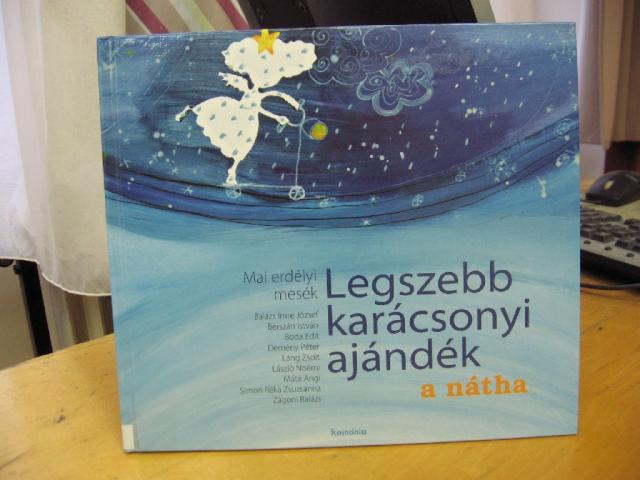 Mai erdélyi
mesék
Balázs Imre József
Berszán István
Boda Edit
Demény Péter
Láng Zsolt
László Noémi
Máté Angi
Simon Réka Zsuzsanna
Zágoni Balázs
Legszebb
karácsonyi
ajándék
a nátha
koinónia